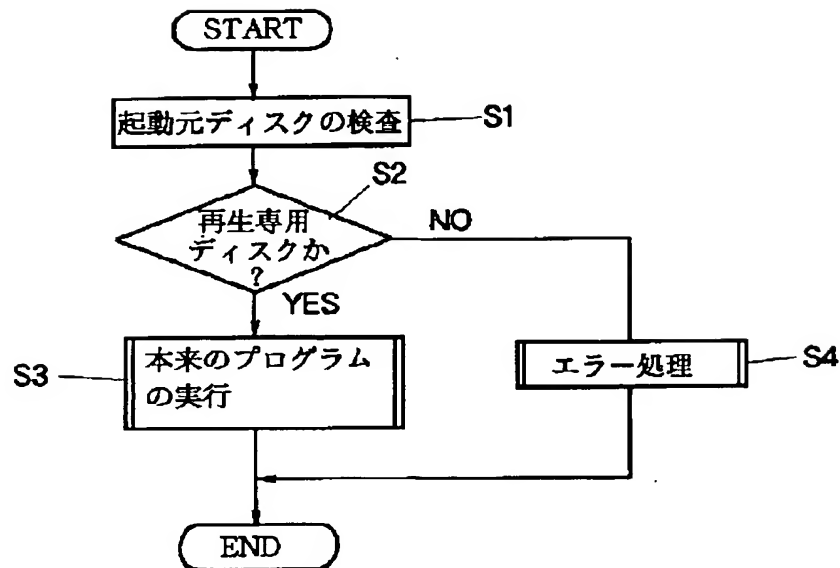 START
起動元ディスクの検査
S1
S2
再生専用
ディスクか
?
NO
YES
S3
本来のプログラム
の実行
エラー処理
S4
END